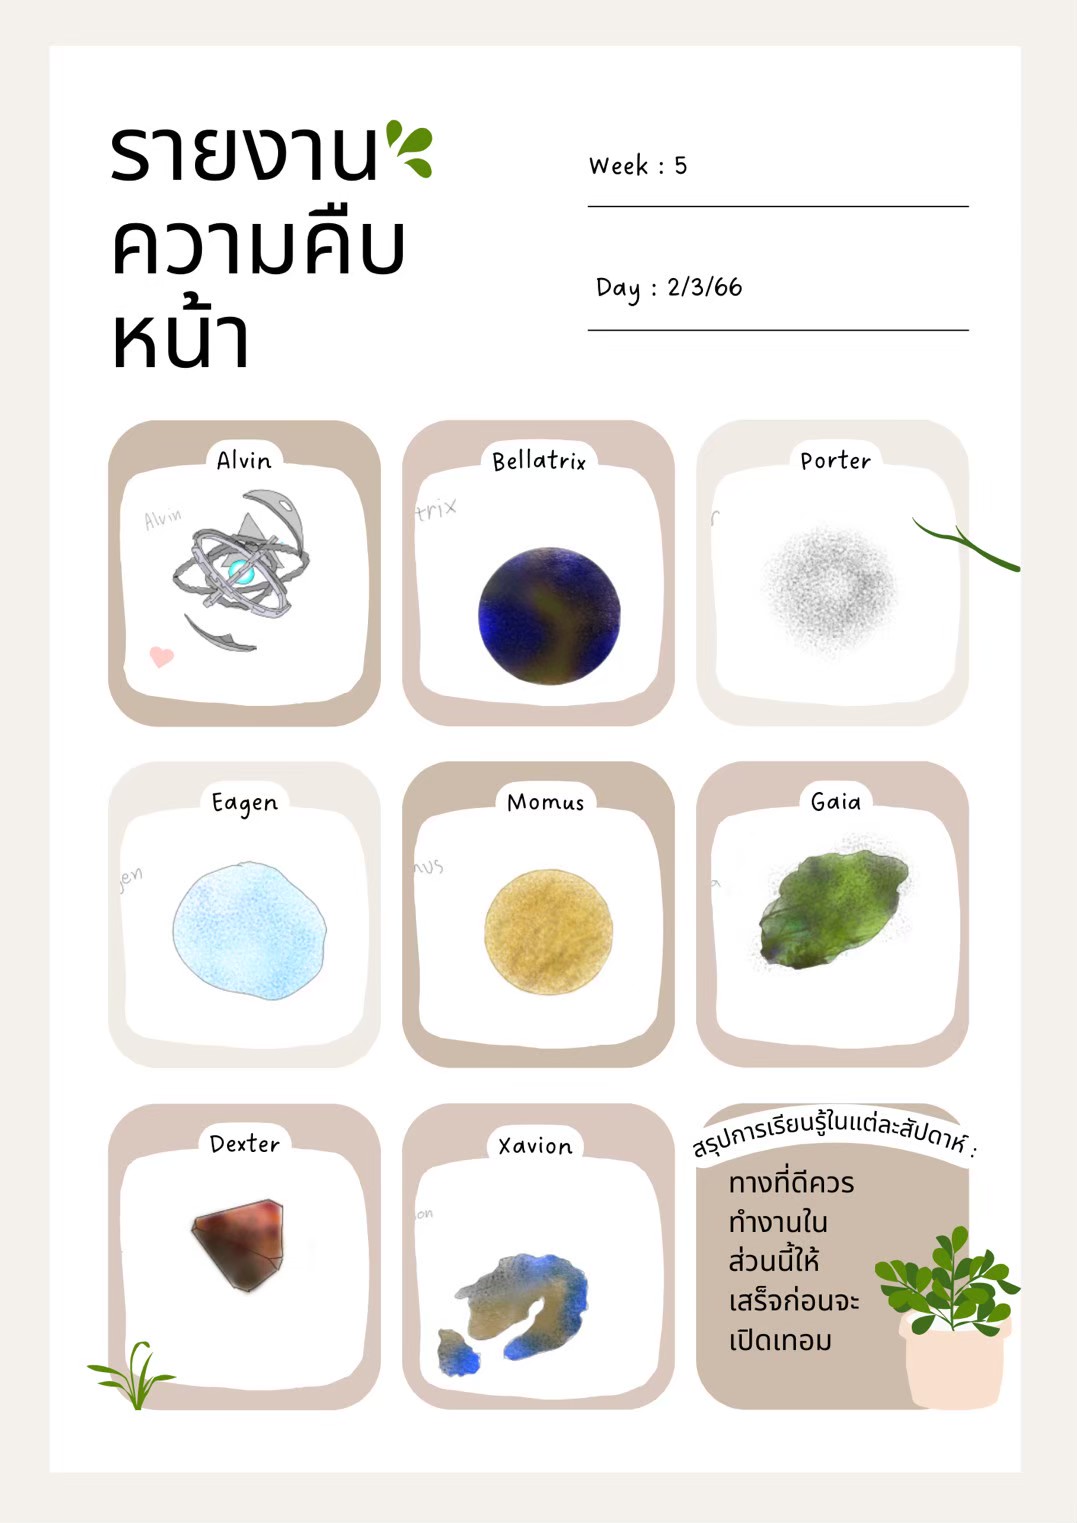 รายงาน
ความคืบ
หน้า
Week : 5
Day : 2/3/66
Alvin
Alvin
Bellatrix
trix
Porter
r
Eagen
gen
Momus
mus
Gaia
a
Dexter
Xavion
on
สรุปการเรียนรู้ในแต่ละสัปดาห์ :
ทางที่ดีควร
ทำงานใน
ส่วนนี้ให้
เสร็จก่อนจะ
เปิดเทอม